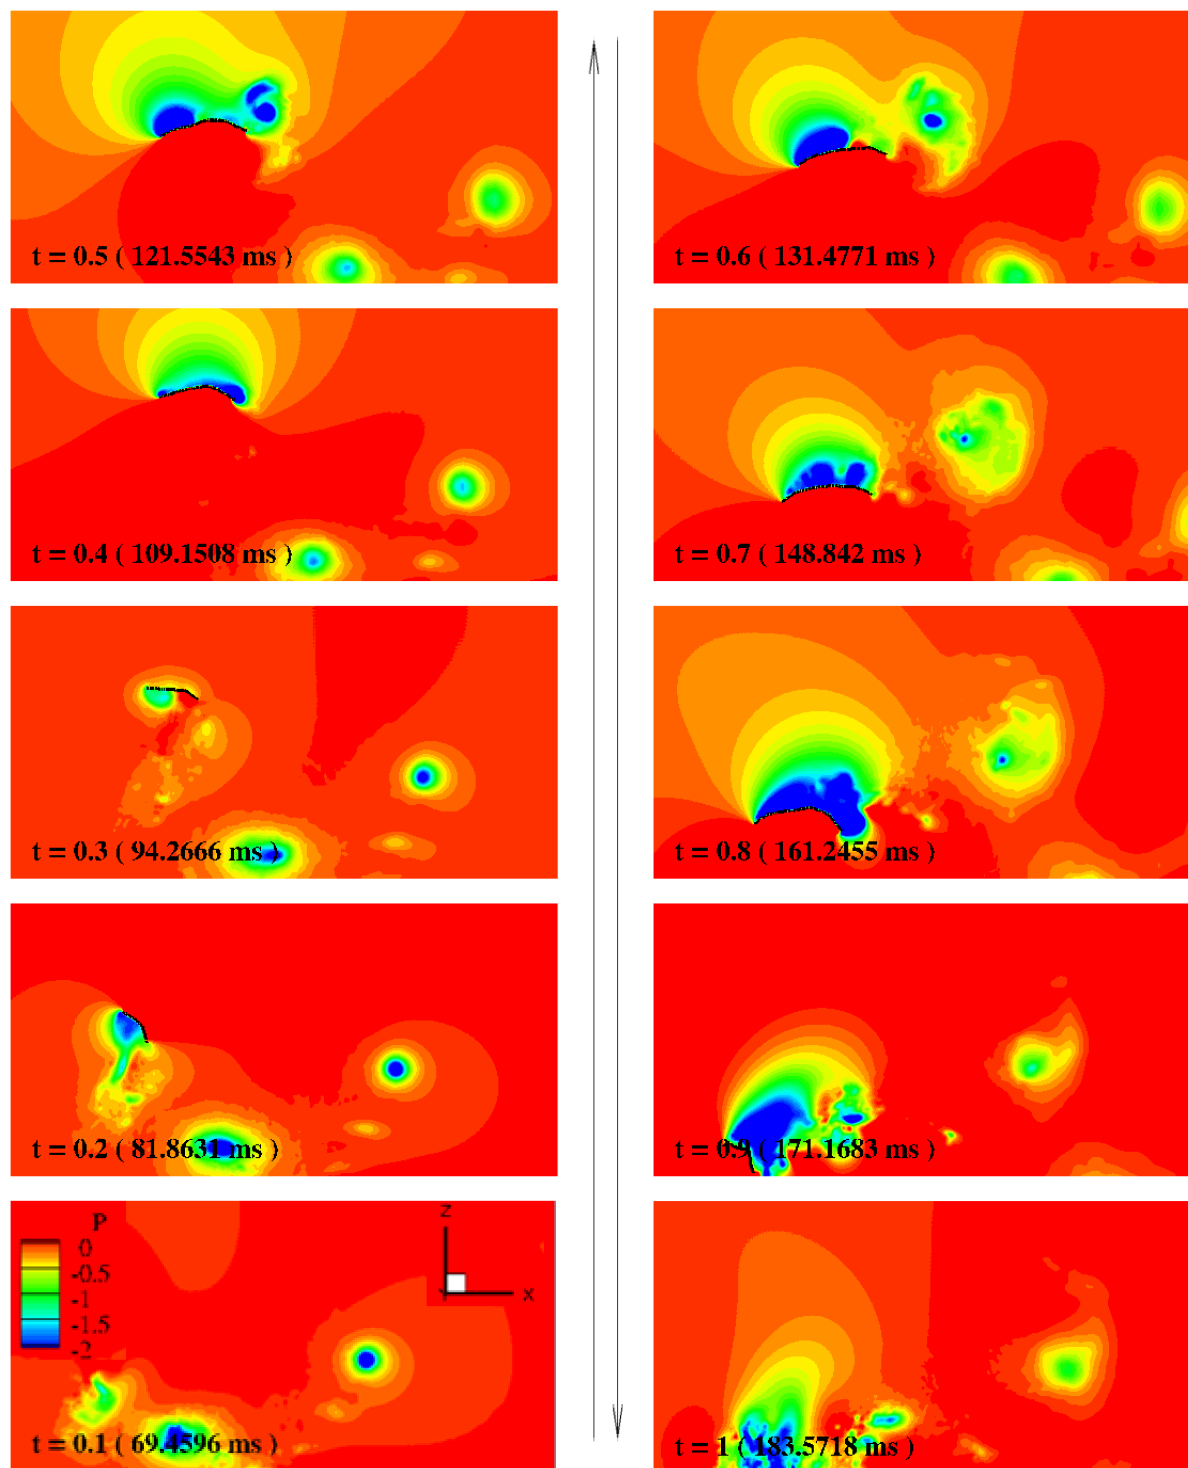 t = 0.5 ( 121.5543 ms )
t = 0.6 ( 131.4771 ms )
t = 0.4 ( 109.1508 ms )
t = 0.7 ( 148.842 ms )
t = 0.3 ( 94.2666 ms )
t = 0.8 ( 161.2455 ms )
t = 0.2 ( 81.8631 ms )
t = 0.9 ( 171.1683 ms )
P
0
-0.5
-1
-1.5
-2
Z
Y
X
t = 0.1 ( 69.4596 ms )
t = 1 ( 183.5718 ms )